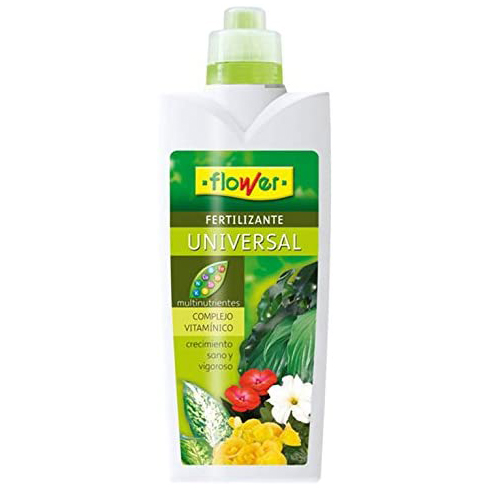 flower
FERTILIZANTE
UNIVERSAL
multinutrientes
COMPLEJO
VITAMÍNICO
crecimiento
sano y
vigoroso